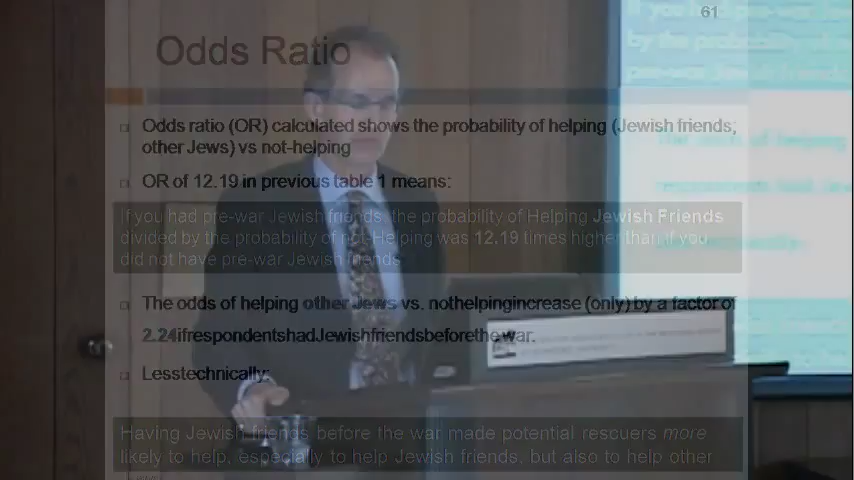 61
Odds Ratio
Odds ratio (OR) calculated shows the probability of helping (Jewish friends;
other Jews) vs not-helping
OR of 12.19 in previous table 1 means:
If you had pre-war Jewish friends, the probability of Helping Jewish Friends
divided by the probability of not-Helping was 12.19 times higher than if you
did not have pre-war Jewish friends
The odds of helping other Jews vs. nothelpingincrease (only) by a factor of
2.24ifrespondentshadJewishfriendsbeforethewar.
Lesstechnically:
Having Jewish friends before the war made potential rescuers more
likely to help, especially to help Jewish friends, but also to help other